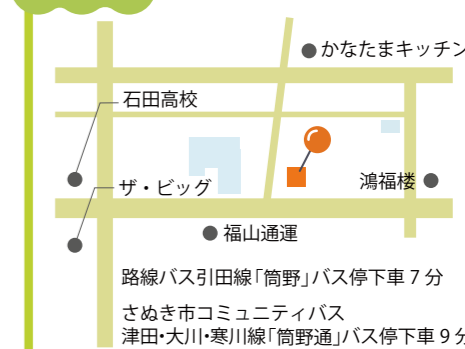 かなたまキッチン
石田高校
ザ・ビッグ
鴻福楼
福山通運
路線バス引田線「筒野」バス停下車７分
さぬき市コミュニティバス
津田・大川・寒川線「筒野通」バス停下車９分